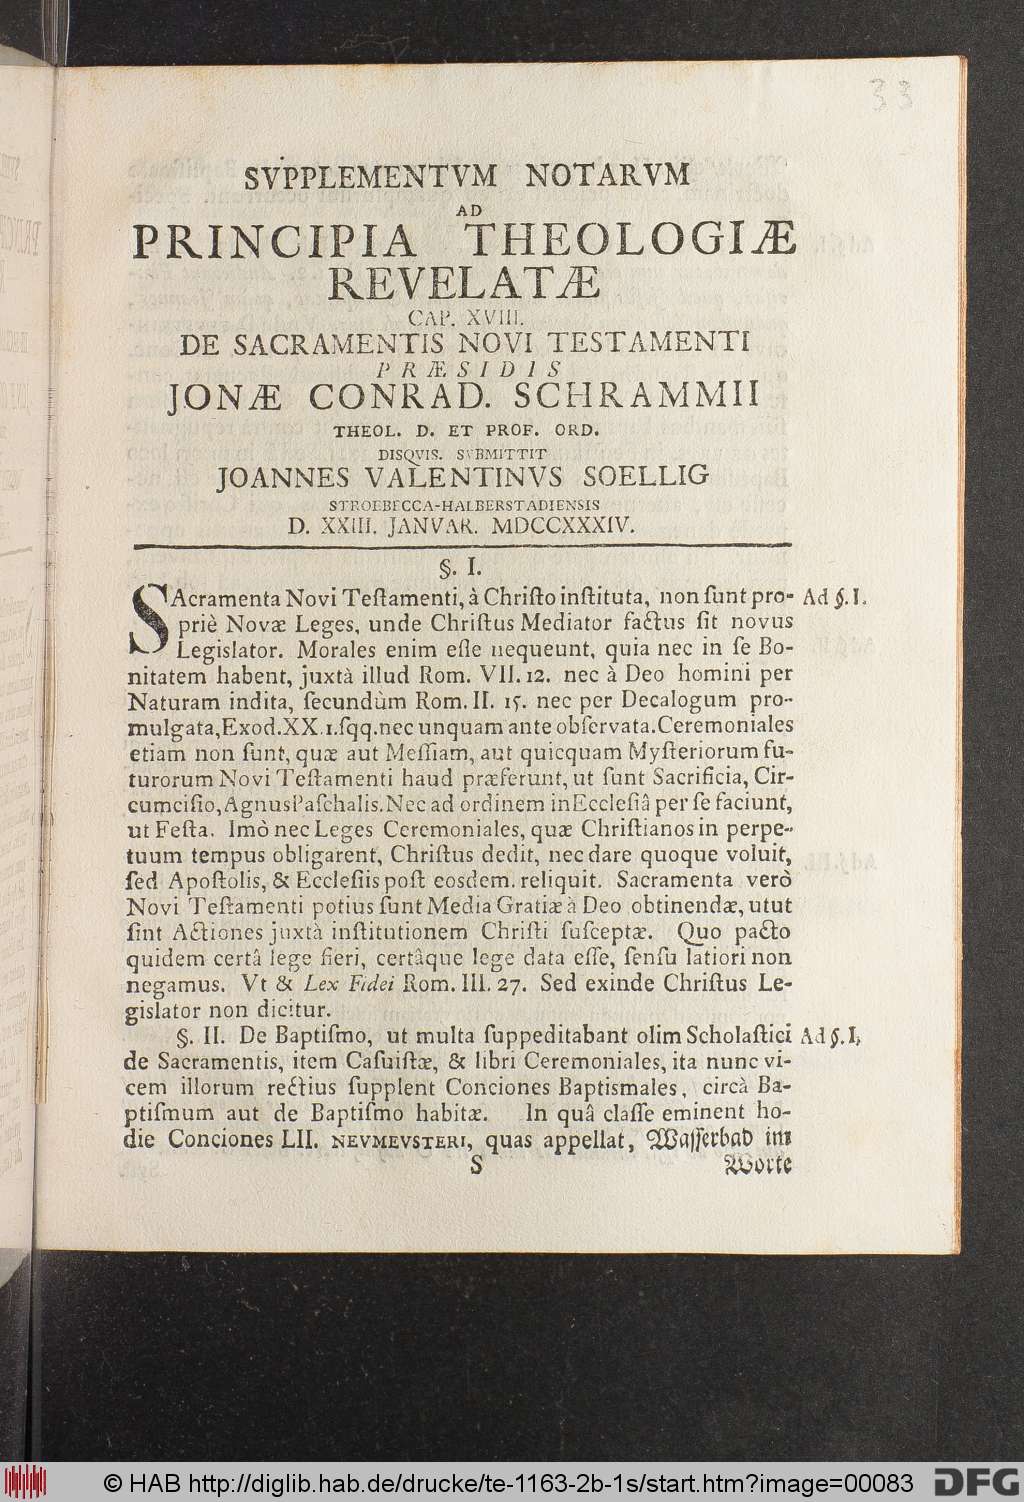 33
SVPPLEMENTVM NOTARVM
AD
PRINCIPIA THEOLOGIÆ
REVELATÆ
CAP. XVIII.
DE SACRAMENTIS NOVI TESTAMENTI
PRÆSIDIS
JONÆ CONRAD. SCHRAMMII
THEOL. D. ET PROF. ORD.
DISQVIS. SVBMITTIT
JOANNES VALENTINVS SOELLIG
STROEBECCA-HALBERSTADIENSIS
D. XXIII. JANVAR. MDCCXXXIV.
§. I.
SAcramenta Novi Teſtamenti, à Chriſto inſtituta, non ſunt pro- Ad §. I.
priè Novæ Leges, unde Chriſtus Mediator factus ſit novus
Legislator. Morales enim eſſe nequeunt, quia nec in ſe Bo-
nitatem habent, juxtà illud Rom. VII. 12. nec à Deo homini per
Naturam indita, ſecundùm Rom. II. 15. nec per Decalogum pro-
mulgata, Exod. XX. 1. ſqq. nec unquam ante obſervata. Ceremoniales
etiam non ſunt, quæ aut Meſſiam, aut quicquam Myſteriorum fu-
turorum Novi Teſtamenti haud præferunt, ut ſunt Sacrificia, Cir-
cumciſio, Agnus Paſchalis. Nec ad ordinem in Eccleſiâ per ſe faciunt,
ut Feſta. Imò nec Leges Ceremoniales, quæ Chriſtianos in perpe-
tuum tempus obligarent, Chriſtus dedit, nec dare quoque voluit,
ſed Apoſtolis, & Eccleſiis poſt eosdem. reliquit. Sacramenta verò
Novi Teſtamenti potius ſunt Media Gratiæ à Deo obtinendæ, utut
ſint Actiones juxtà inſtitutionem Chriſti ſuſceptæ. Quo pacto
quidem certâ lege fieri, certâque lege data eſſe, ſenſu latiori non
negamus. Vt & Lex Fidei Rom. III. 27. Sed exinde Chriſtus Le-
gislator non dicitur.
§. II. De Baptiſmo, ut multa ſuppeditabant olim Scholaſtici Ad §. I,
de Sacramentis, item Caſuiſtæ, & libri Ceremoniales, ita nunc vi-
cem illorum rectius ſupplent Conciones Baptismales, circà Ba-
ptiſmum aut de Baptiſmo habitæ. In quâ claſſe eminent ho-
die Conciones LII. NEVMEVSTERI, quas appellat, Waſſerbad im
S Worte
© HAB http://diglib.hab.de/drucke/te-1163-2b-1s/start.htm?image=00083 DFG